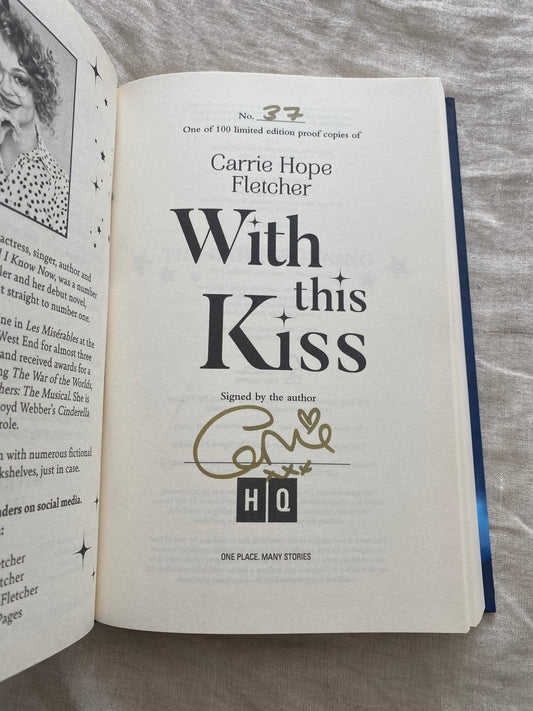 actress, singer, author and
I Know Now, was a number
ler and her debut novel,
t straight to number one.
ne in Les Misérables at the
West End for almost three
and received awards for a
ng The War of the Worlds,
hers: The Musical. She is
oyd Webber's Cinderella
role.
n with numerous fictional
kshelves, just in case.
nders on social media.
:
etcher
etcher
Fletcher
Pages
No. 37
One of 100 limited edition proof copies of
Carrie Hope
Fletcher
With
this
Kiss
Signed by the author
Carrie
xxx
HQ
ONE PLACE. MANY STORIES